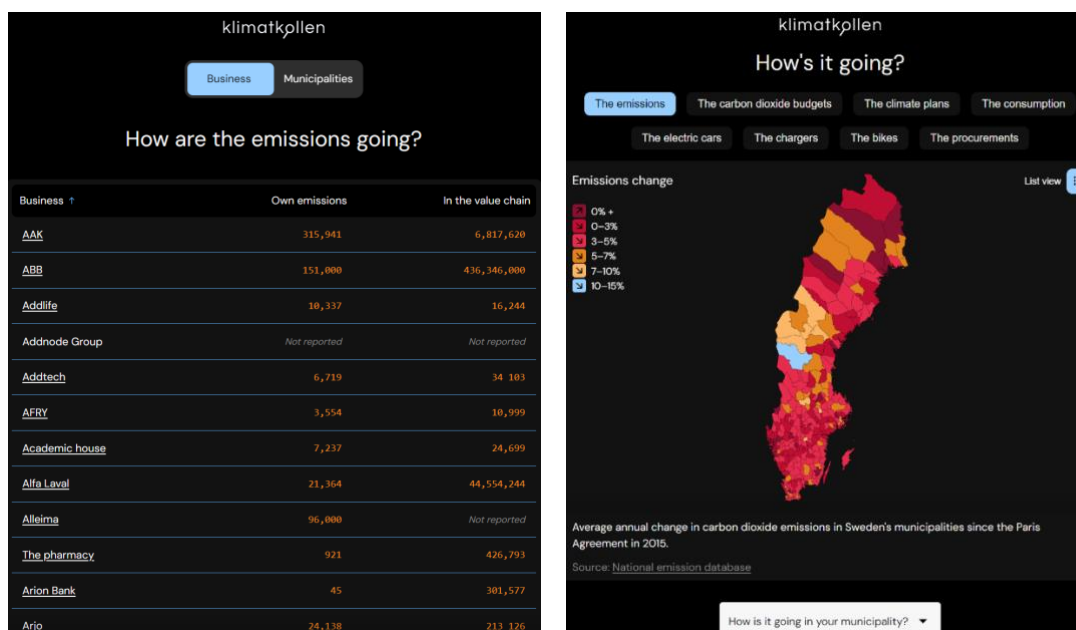 klimatkollen
Business Municipalities
How are the emissions going?
Business ↑ Own emissions In the value chain
AAK 315,941 6,817,620
ABB 151,000 436,346,000
Addlife 10,337 16,244
Addnode Group Not reported Not reported
Addtech 6,719 34 103
AFRY 3,554 10,999
Academic house 7,237 24,699
Alfa Laval 21,364 44,554,244
Alleima 96,000 Not reported
The pharmacy 921 426,793
Arion Bank 45 301,577
Arjo 24,138 213 126
klimatkollen
How's it going?
The emissions The carbon dioxide budgets The climate plans The consumption
The electric cars The chargers The bikes The procurements
Emissions change List view
0% +
0–3%
3–5%
5–7%
7–10%
10–15%
Average annual change in carbon dioxide emissions in Sweden's municipalities since the Paris
Agreement in 2015.
Source: National emission database
How is it going in your municipality?